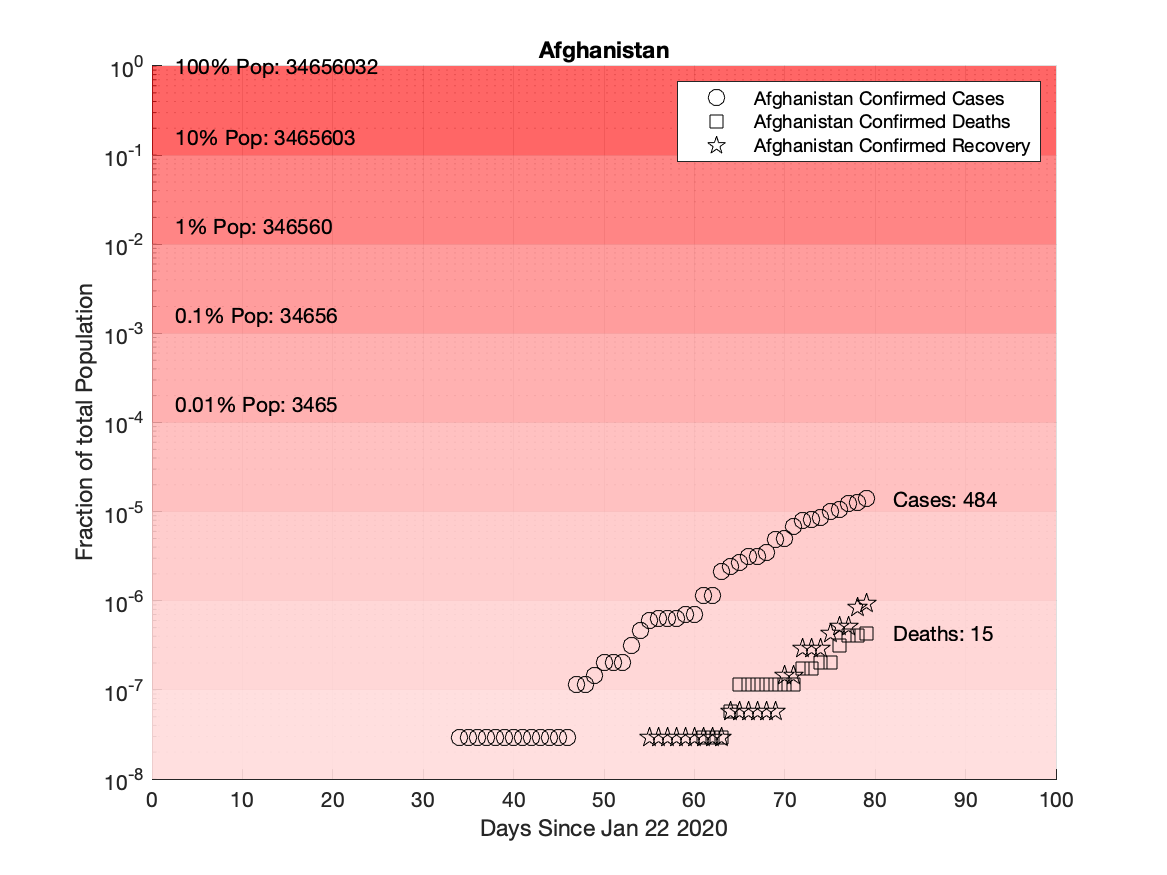 Afghanistan
10^0
100% Pop: 34656032
Afghanistan Confirmed Cases
Afghanistan Confirmed Deaths
Afghanistan Confirmed Recovery
10% Pop: 3465603
10^-1
1% Pop: 346560
10^-2
0.1% Pop: 34656
10^-3
0.01% Pop: 3465
10^-4
Fraction of total Population
Cases: 484
10^-5
10^-6
Deaths: 15
10^-7
10^-8
0 10 20 30 40 50 60 70 80 90 100
Days Since Jan 22 2020